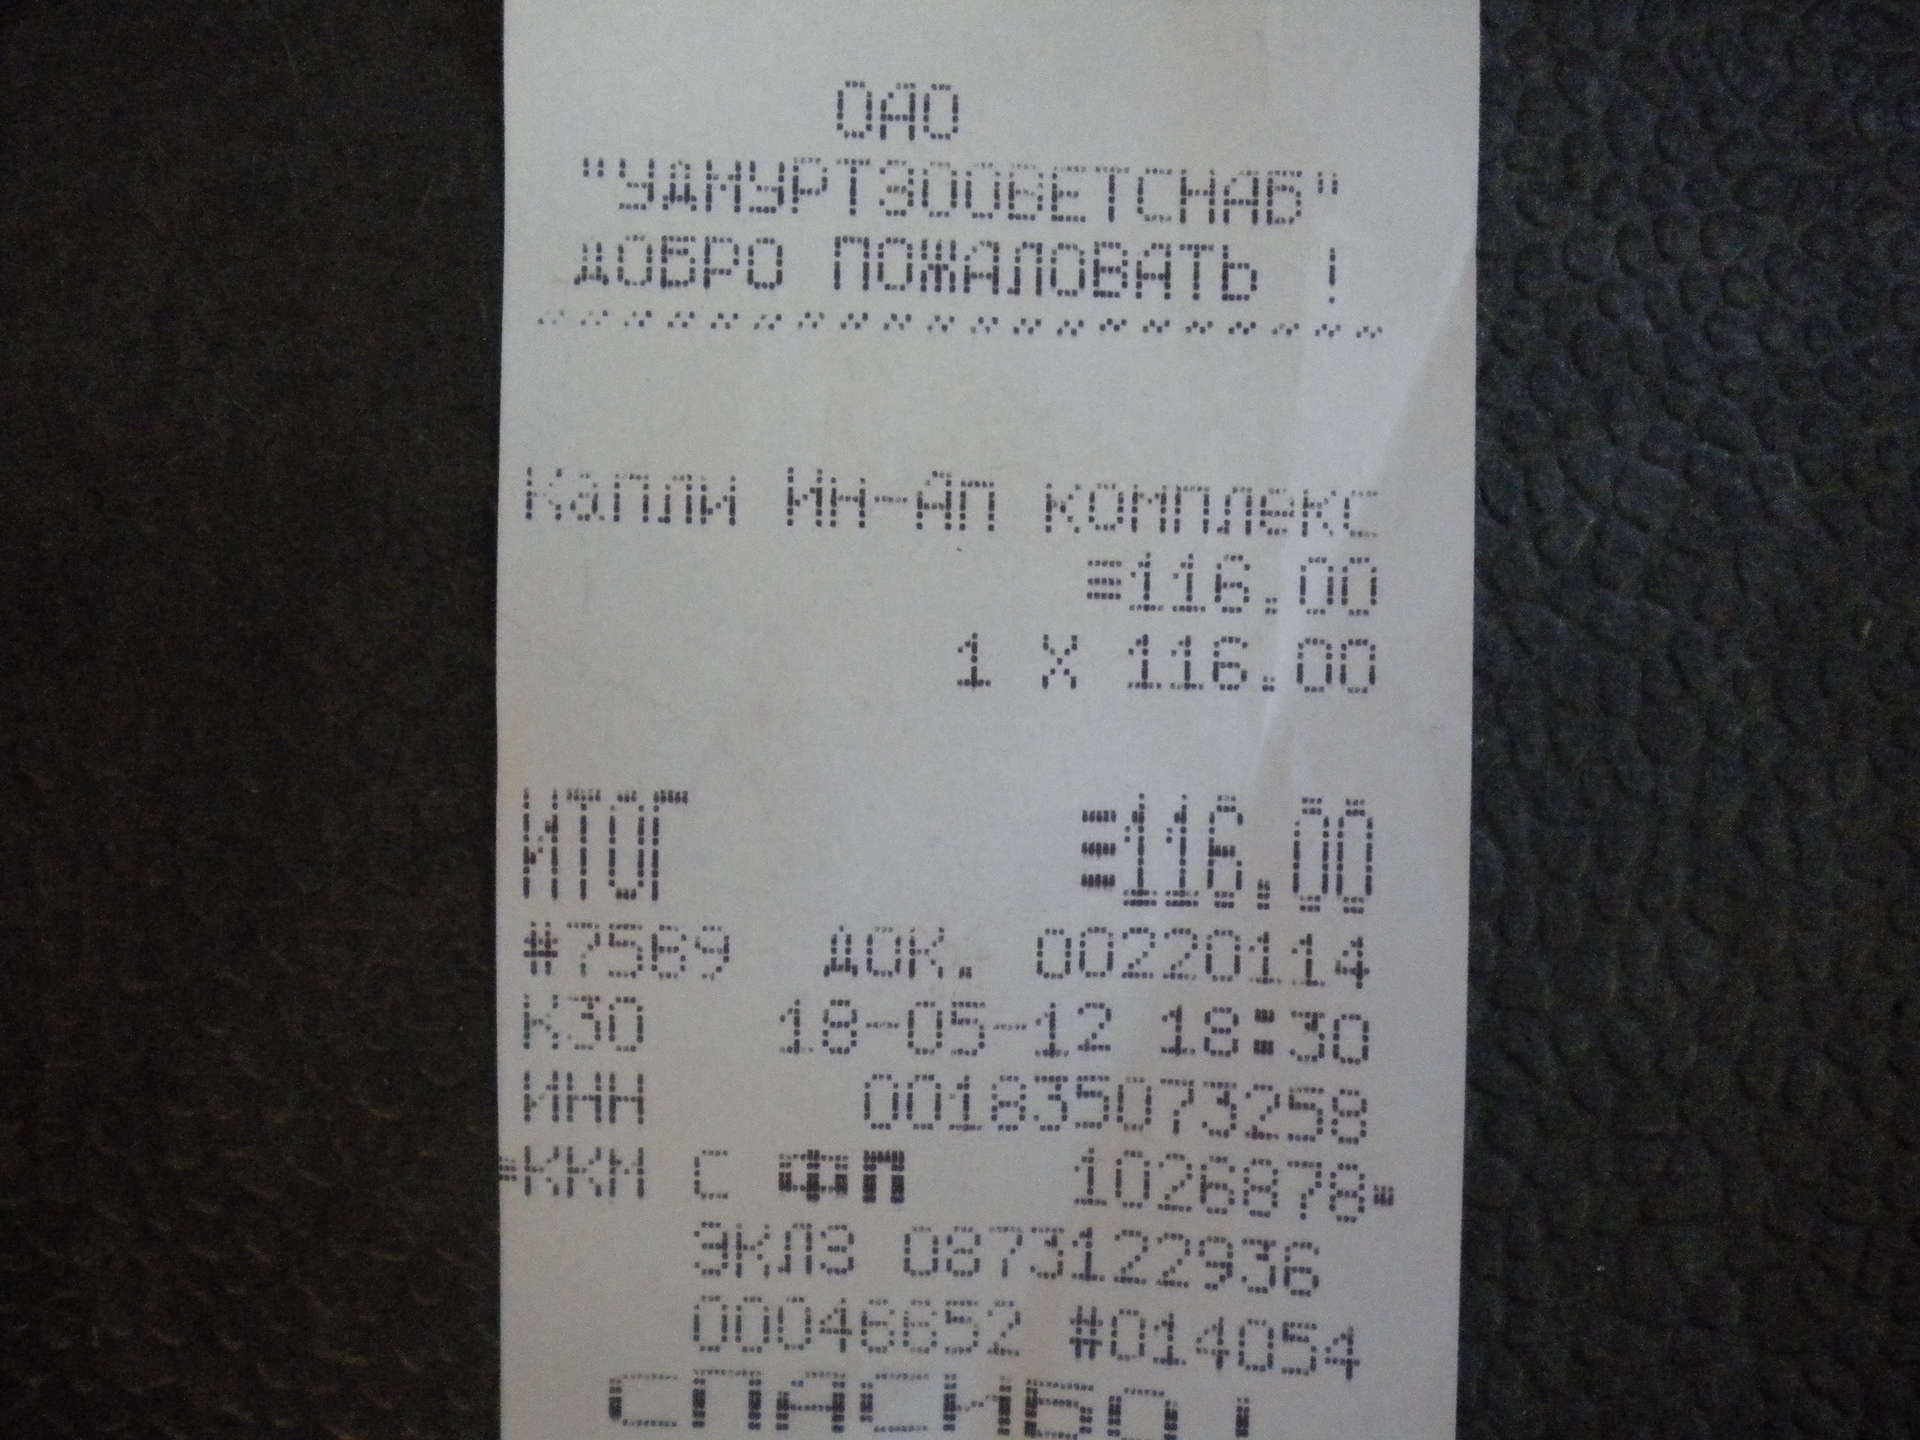 ОАО
"УДМУРТЗООВЕТСНАБ"
ДОБРО ПОЖАЛОВАТЬ !
Капли Ин-Ап комплекс
≡116.00
1 X 116.00
ИТОГ ≡116.00
#7569 ДОК. 00220114
К30 18-05-12 18:30
ИНН 001835073258
ККМ С ФП 1026878
ЭКЛЗ 0873122936
00046652 #014054
СПАСИБО !